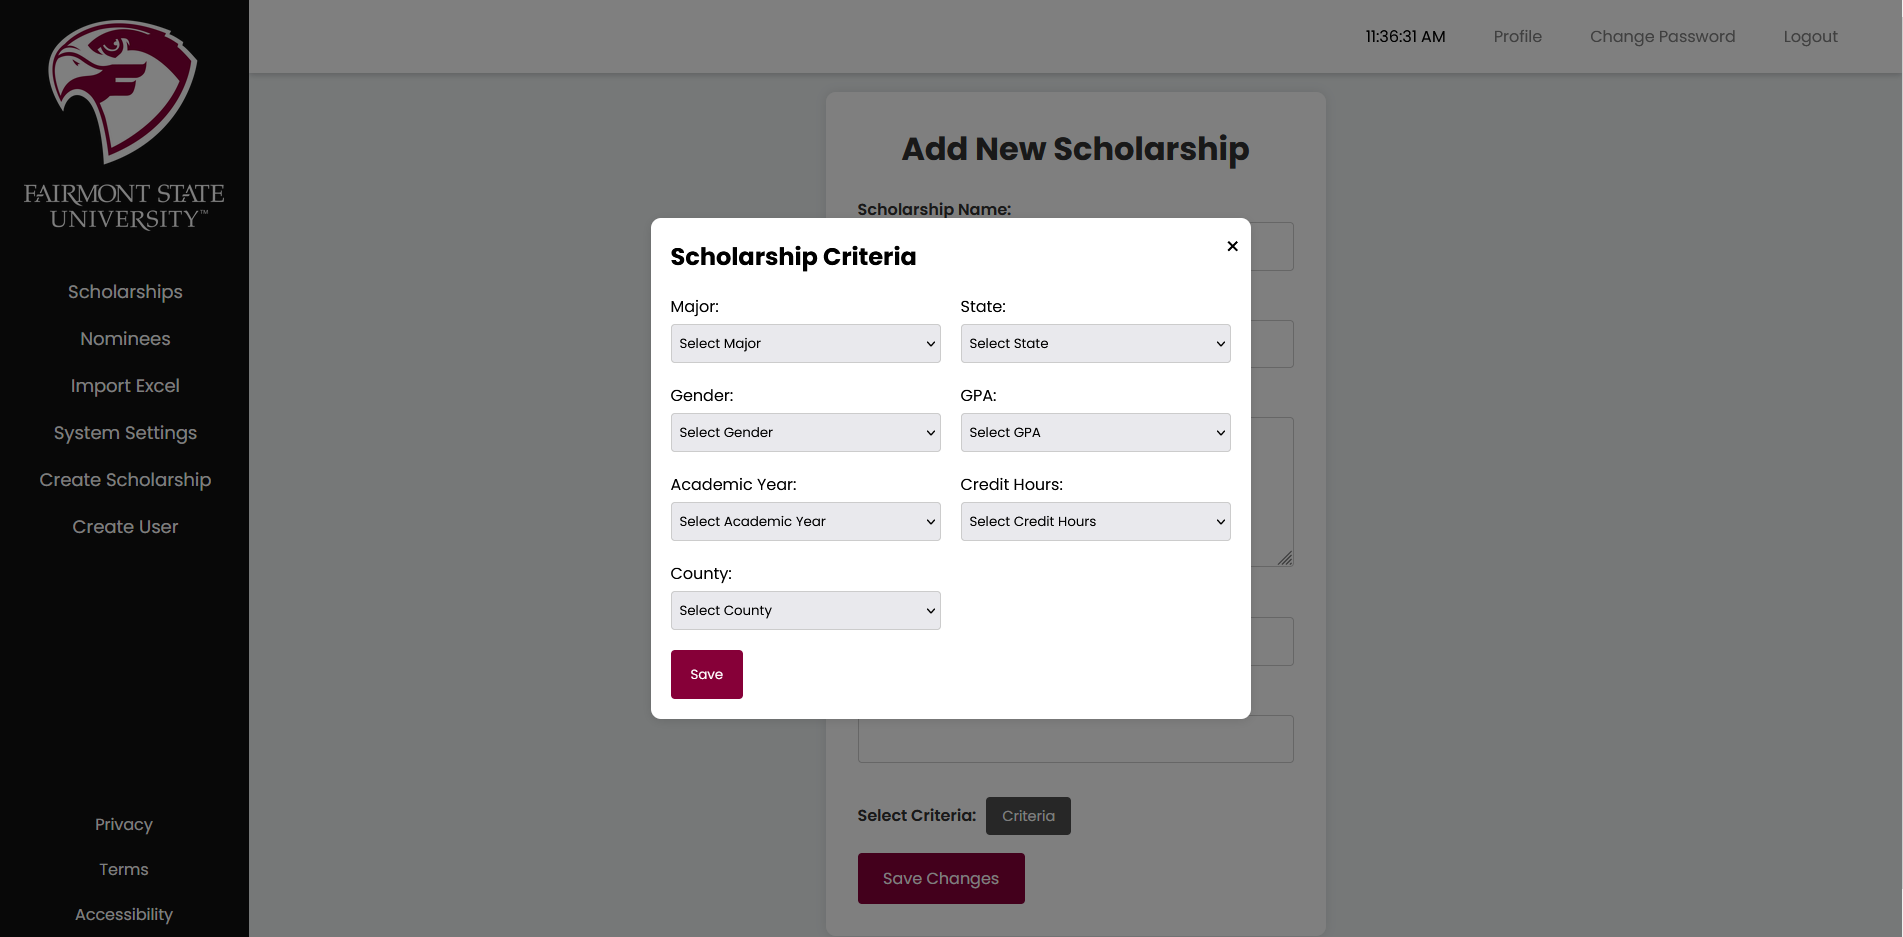 FAIRMONT STATE
UNIVERSITY™
Scholarships
Nominees
Import Excel
System Settings
Create Scholarship
Create User
Privacy
Terms
Accessibility
11:36:31 AM
Profile
Change Password
Logout
Add New Scholarship
Scholarship Name:
Scholarship Criteria
×
Major:
Select Major
State:
Select State
Gender:
Select Gender
GPA:
Select GPA
Academic Year:
Select Academic Year
Credit Hours:
Select Credit Hours
County:
Select County
Save
Select Criteria:
Criteria
Save Changes